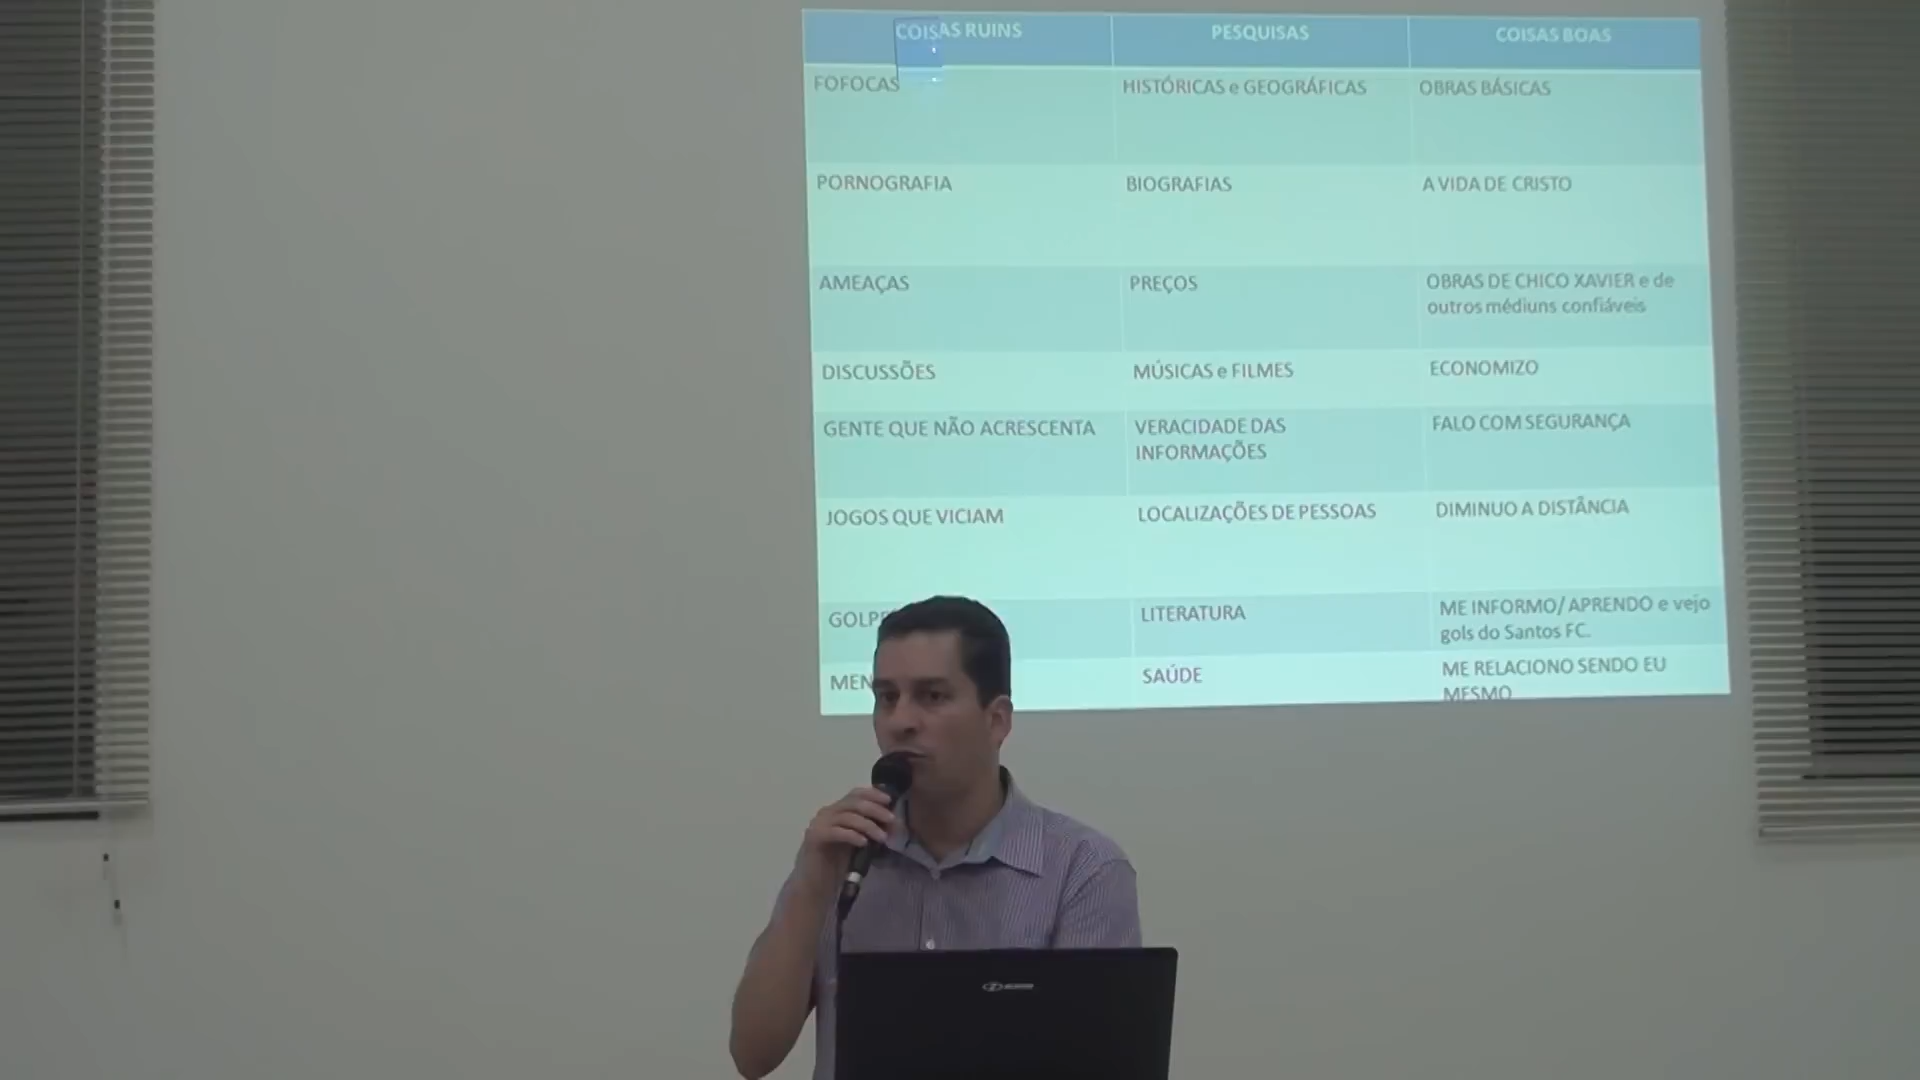 COISAS RUINS PESQUISAS COISAS BOAS
FOFOCAS HISTÓRICAS e GEOGRÁFICAS OBRAS BÁSICAS
PORNOGRAFIA BIOGRAFIAS A VIDA DE CRISTO
AMEAÇAS PREÇOS OBRAS DE CHICO XAVIER e de
outros médiuns confiáveis
DISCUSSÕES MÚSICAS e FILMES ECONOMIZO
GENTE QUE NÃO ACRESCENTA VERACIDADE DAS FALO COM SEGURANÇA
INFORMAÇÕES
JOGOS QUE VICIAM LOCALIZAÇÕES DE PESSOAS DIMINUO A DISTÂNCIA
LITERATURA ME INFORMO/ APRENDO e vejo
gols do Santos FC.
SAÚDE ME RELACIONO SENDO EU
MESMO